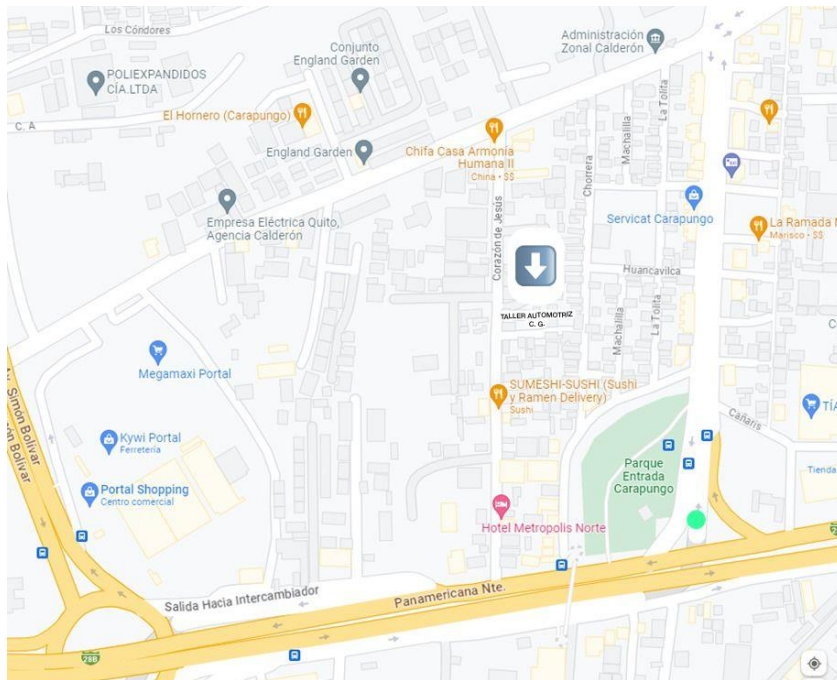 Los Cóndores
Administración
Zonal Calderón
Conjunto
England Garden
POLIEXPANDIDOS
CÍA.LTDA
La Tolita
El Hornero (Carapungo)
C. A
Machalilla
England Garden
Chifa Casa Armonía
Humana II
China • $$
Chorrera
Corazón de Jesús
Empresa Eléctrica Quito,
Agencia Calderón
Servicat Carapungo
La Ramada
Marisco • $$
Huancavilca
TALLER AUTOMOTRIZ
C. G.
La Tolita
Machalilla
Megamaxi Portal
SUMESHI-SUSHI (Sushi
y Ramen Delivery)
Sushi
Av. Simón Bolívar
Bolívar
TÍA
Cañaris
Kywi Portal
Ferretería
Parque
Entrada
Carapungo
Tienda
Portal Shopping
Centro comercial
Hotel Metropolis Norte
Salida Hacia Intercambiador
Panamericana Nte.
28B